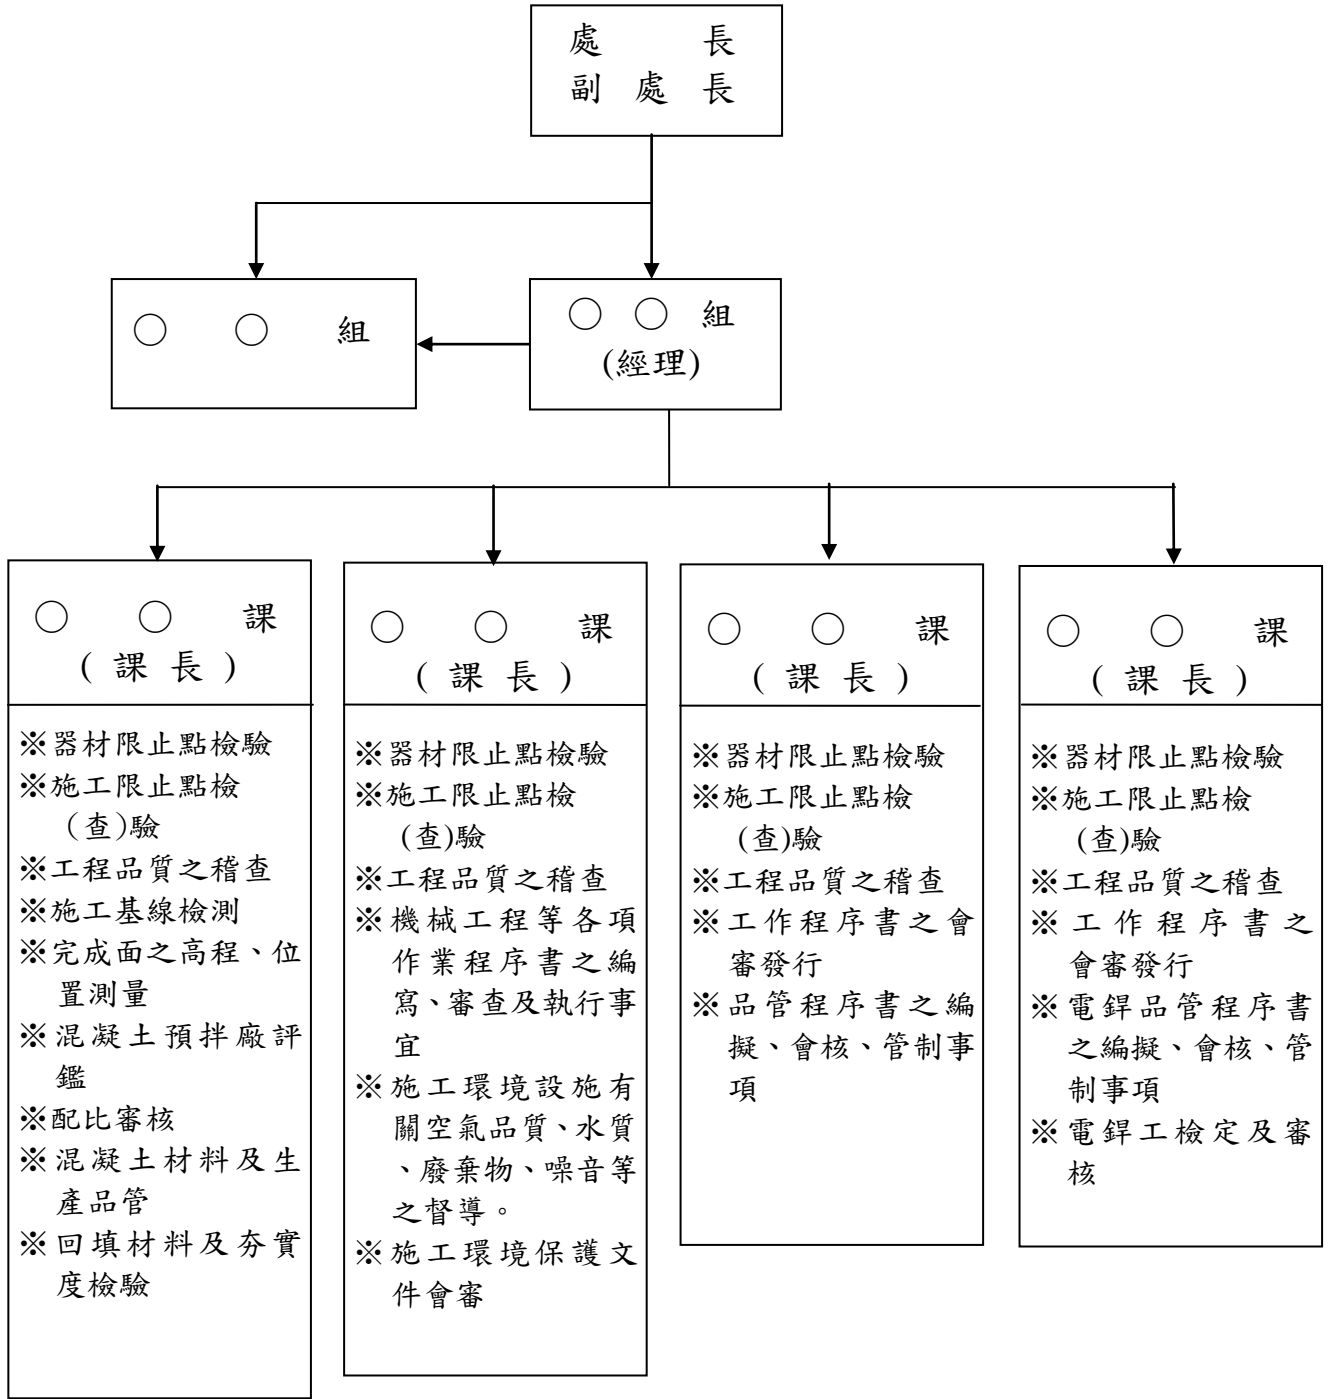 處 長
副 處 長
○ ○ 組
○ ○ 組
(經理)
○ ○ 課
( 課 長 )
※器材限止點檢驗
※施工限止點檢
（查)驗
※工程品質之稽查
※施工基線檢測
※完成面之高程、位
置測量
※混凝土預拌廠評
鑑
※配比審核
※混凝土材料及生
產品管
※回填材料及夯實
度檢驗
○ ○ 課
( 課 長 )
※器材限止點檢驗
※施工限止點檢
(查)驗
※工程品質之稽查
※機械工程等各項
作業程序書之編
寫、審查及執行事
宜
※施工環境設施有
關空氣品質、水質
、廢棄物、噪音等
之督導。
※施工環境保護文
件會審
○ ○ 課
( 課 長 )
※器材限止點檢驗
※施工限止點檢
(查)驗
※工程品質之稽查
※工作程序書之會
審發行
※品管程序書之編
擬、會核、管制事
項
○ ○ 課
( 課 長 )
※器材限止點檢驗
※施工限止點檢
(查)驗
※工程品質之稽查
※工作程序書之
會審發行
※電銲品管程序書
之編擬、會核、管
制事項
※電銲工檢定及審
核